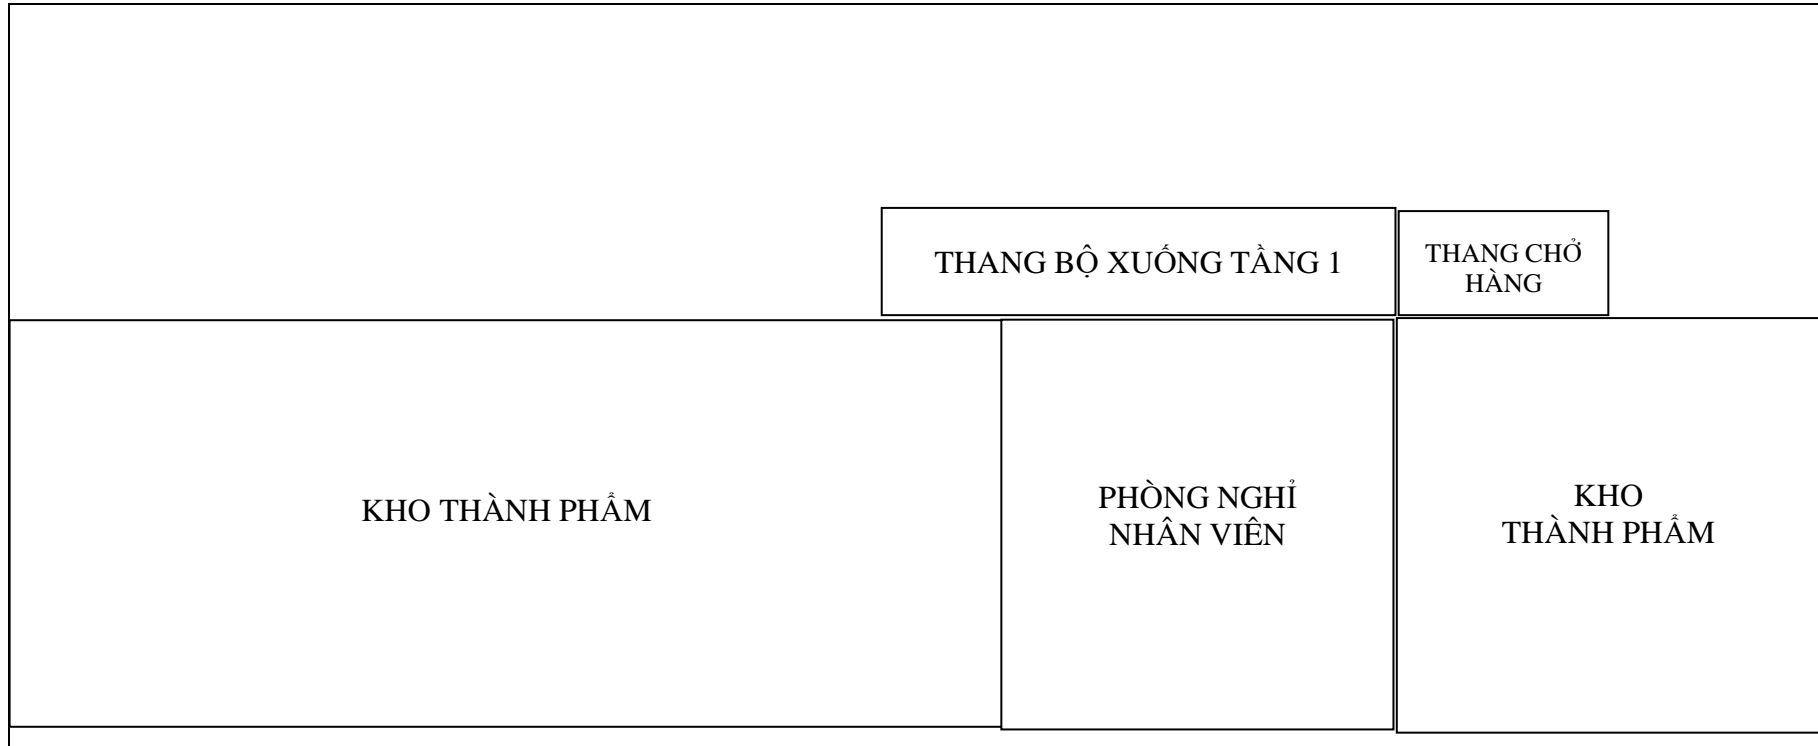 THANG BỘ XUỐNG TẦNG 1
THANG CHỞ
HÀNG
KHO THÀNH PHẨM
PHÒNG NGHỈ
NHÂN VIÊN
KHO
THÀNH PHẨM